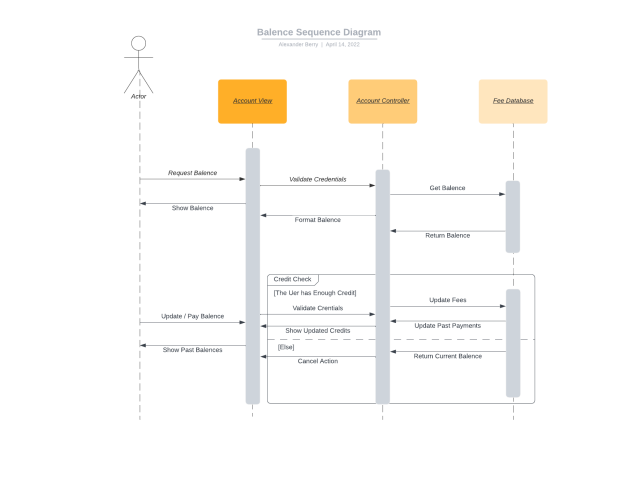 Balence Sequence Diagram
Alexander Berry | April 14, 2022
Actor
Account View
Account Controller
Fee Database
Request Balence
Validate Credentials
Get Balence
Show Balence
Format Balence
Return Balence
Credit Check
[The Uer has Enough Credit]
Update Fees
Validate Crentials
Update / Pay Balence
Update Past Payments
Show Updated Credits
Show Past Balences
[Else]
Return Current Balence
Cancel Action